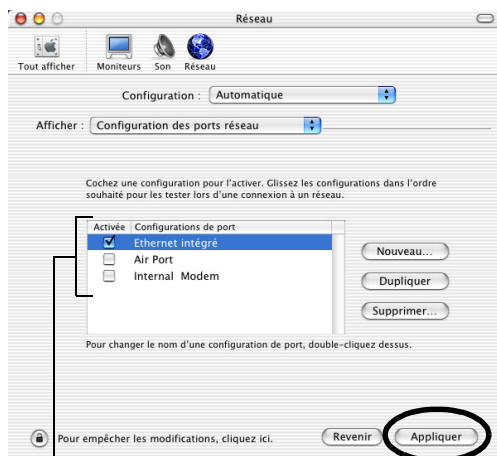 Réseau
Tout afficher Moniteurs Son Réseau
Configuration : Automatique
Afficher : Configuration des ports réseau
Cochez une configuration pour l'activer. Glissez les configurations dans l'ordre
souhaité pour les tester lors d'une connexion à un réseau.
Activée Configurations de port
Ethernet intégré
Air Port
Internal Modem
Nouveau...
Dupliquer
Supprimer...
Pour changer le nom d'une configuration de port, double-cliquez dessus.
Pour empêcher les modifications, cliquez ici.
Revenir
Appliquer